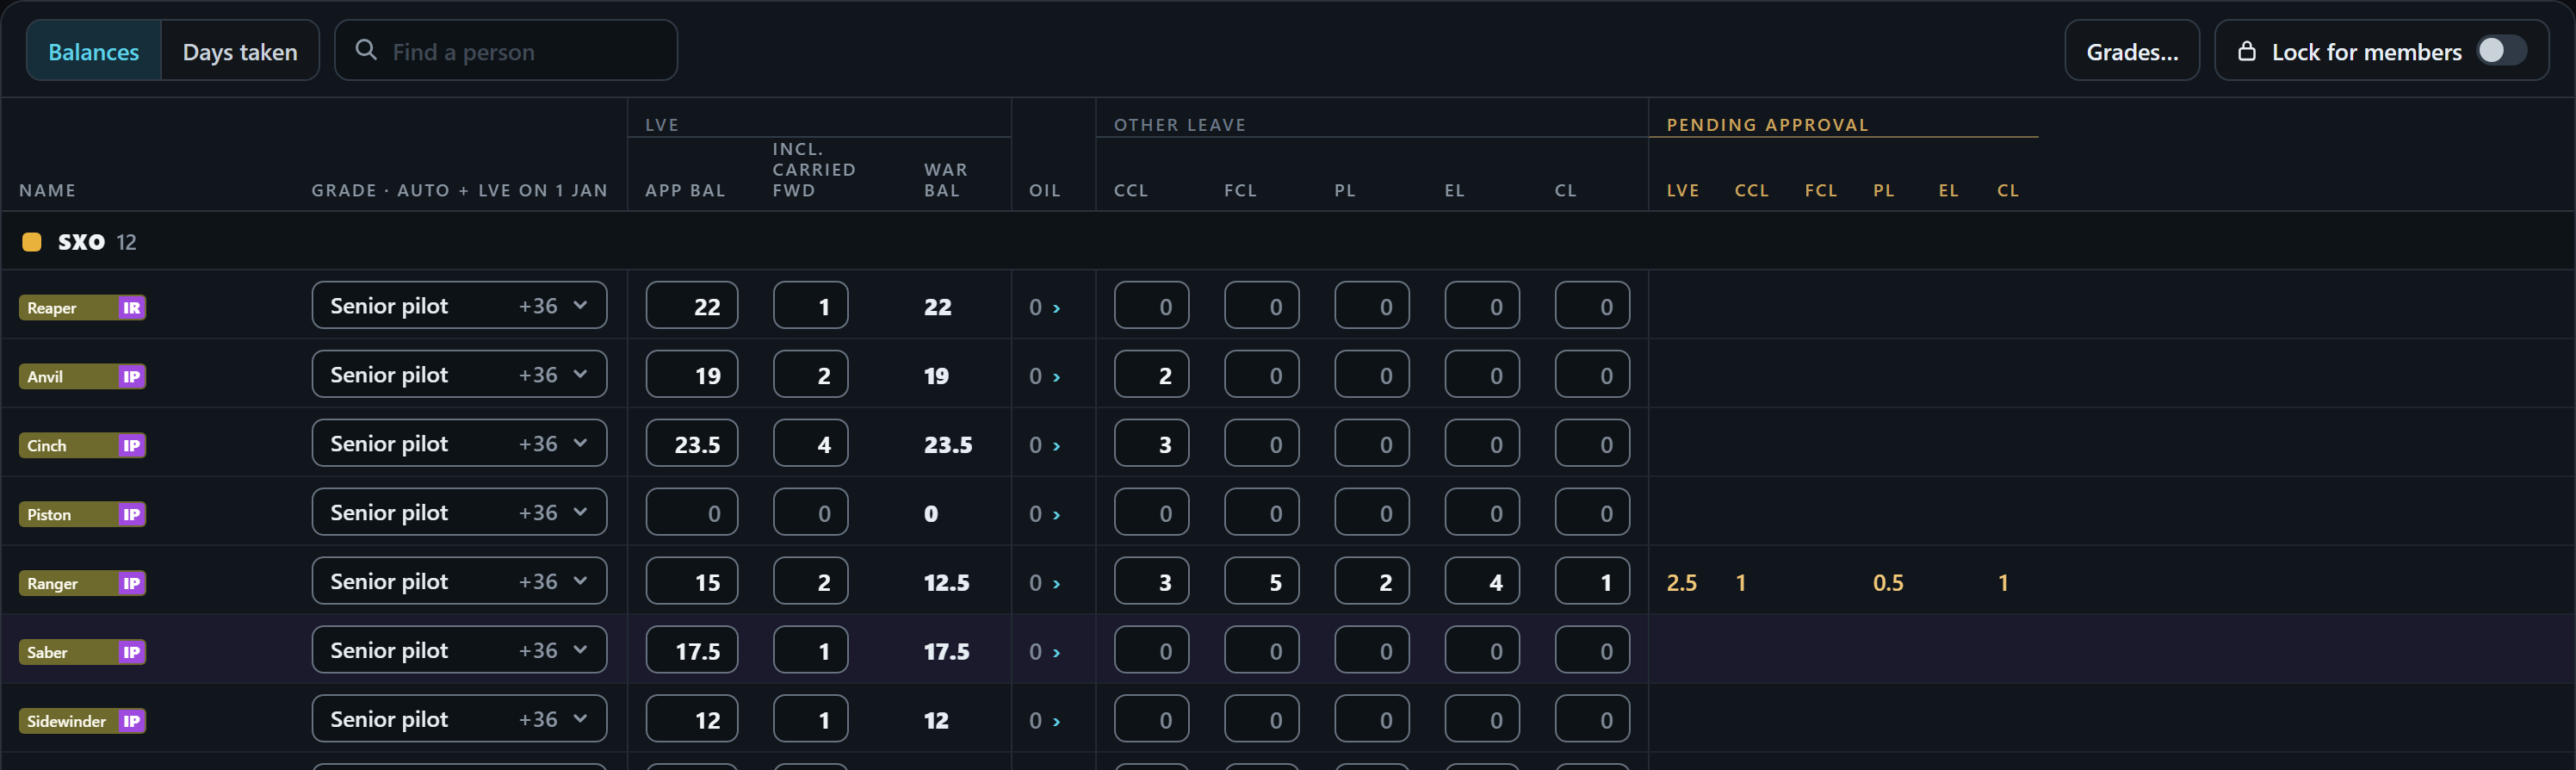 Balances Days taken Find a person Grades... Lock for members
LVE OTHER LEAVE PENDING APPROVAL
NAME GRADE · AUTO + LVE ON 1 JAN APP BAL INCL. CARRIED FWD WAR BAL OIL CCL FCL PL EL CL LVE CCL FCL PL EL CL
SXO 12
Reaper IR Senior pilot +36 22 1 22 0 › 0 0 0 0 0
Anvil IP Senior pilot +36 19 2 19 0 › 2 0 0 0 0
Cinch IP Senior pilot +36 23.5 4 23.5 0 › 3 0 0 0 0
Piston IP Senior pilot +36 0 0 0 0 › 0 0 0 0 0
Ranger IP Senior pilot +36 15 2 12.5 0 › 3 5 2 4 1 2.5 1 0.5 1
Saber IP Senior pilot +36 17.5 1 17.5 0 › 0 0 0 0 0
Sidewinder IP Senior pilot +36 12 1 12 0 › 0 0 0 0 0